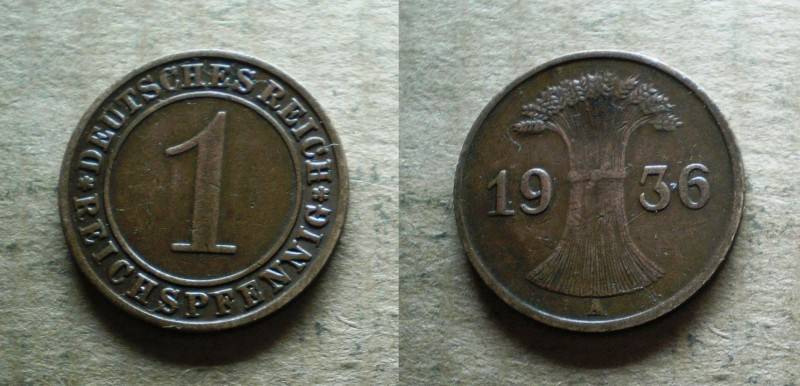 DEUTSCHES REICH
1
* REICHSPFENNIG *
19 36
A